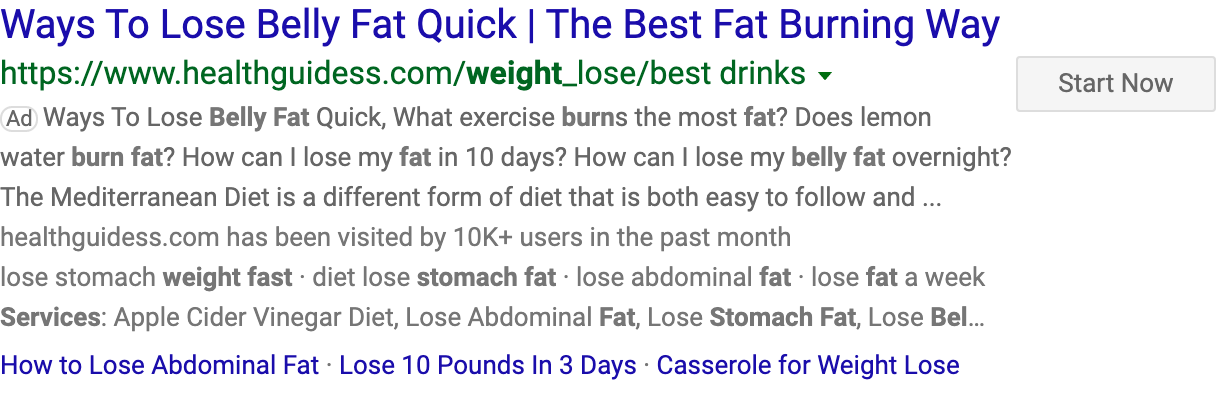 Ways To Lose Belly Fat Quick | The Best Fat Burning Way
https://www.healthguidess.com/weight_lose/best drinks
Start Now
Ad Ways To Lose Belly Fat Quick, What exercise burns the most fat? Does lemon
water burn fat? How can I lose my fat in 10 days? How can I lose my belly fat overnight?
The Mediterranean Diet is a different form of diet that is both easy to follow and ...
healthguidess.com has been visited by 10K+ users in the past month
lose stomach weight fast · diet lose stomach fat · lose abdominal fat · lose fat a week
Services: Apple Cider Vinegar Diet, Lose Abdominal Fat, Lose Stomach Fat, Lose Bel...
How to Lose Abdominal Fat · Lose 10 Pounds In 3 Days · Casserole for Weight Lose